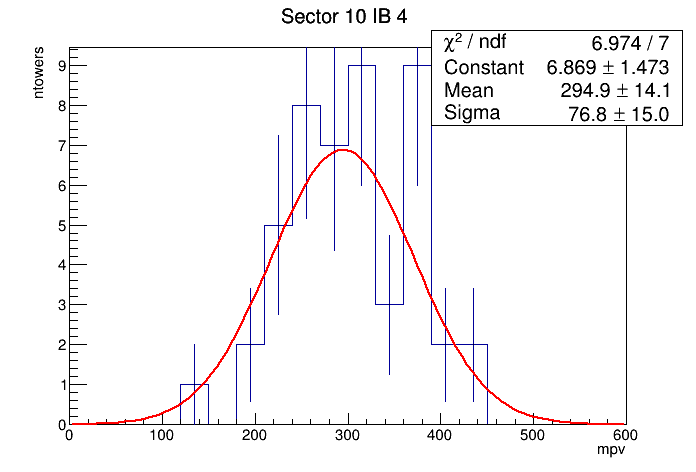 Sector 10 IB 4
χ² / ndf 6.974 / 7
Constant 6.869 ± 1.473
Mean 294.9 ± 14.1
Sigma 76.8 ± 15.0
ntowers
9
8
7
6
5
4
3
2
1
0
0 100 200 300 400 500 600
mpv